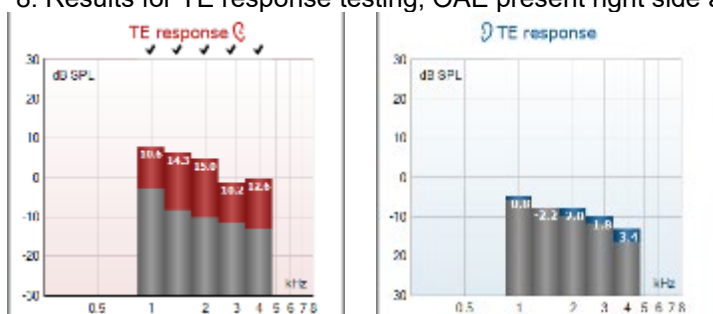 8. Results for TE response testing, OAE present right side a
TE response
30
dB SPL
20
10
0
-10
-20
-30
10.6 14.3 15.0 10.2 12.6
kHz
0.5 1 2 3 4 5 6 7 8
TE response
30
dB SPL
20
10
0
-10
20
30
0.8 -2.2 1.8 3.4
kHz
0.5 1 2 3 4 5 6 7 8